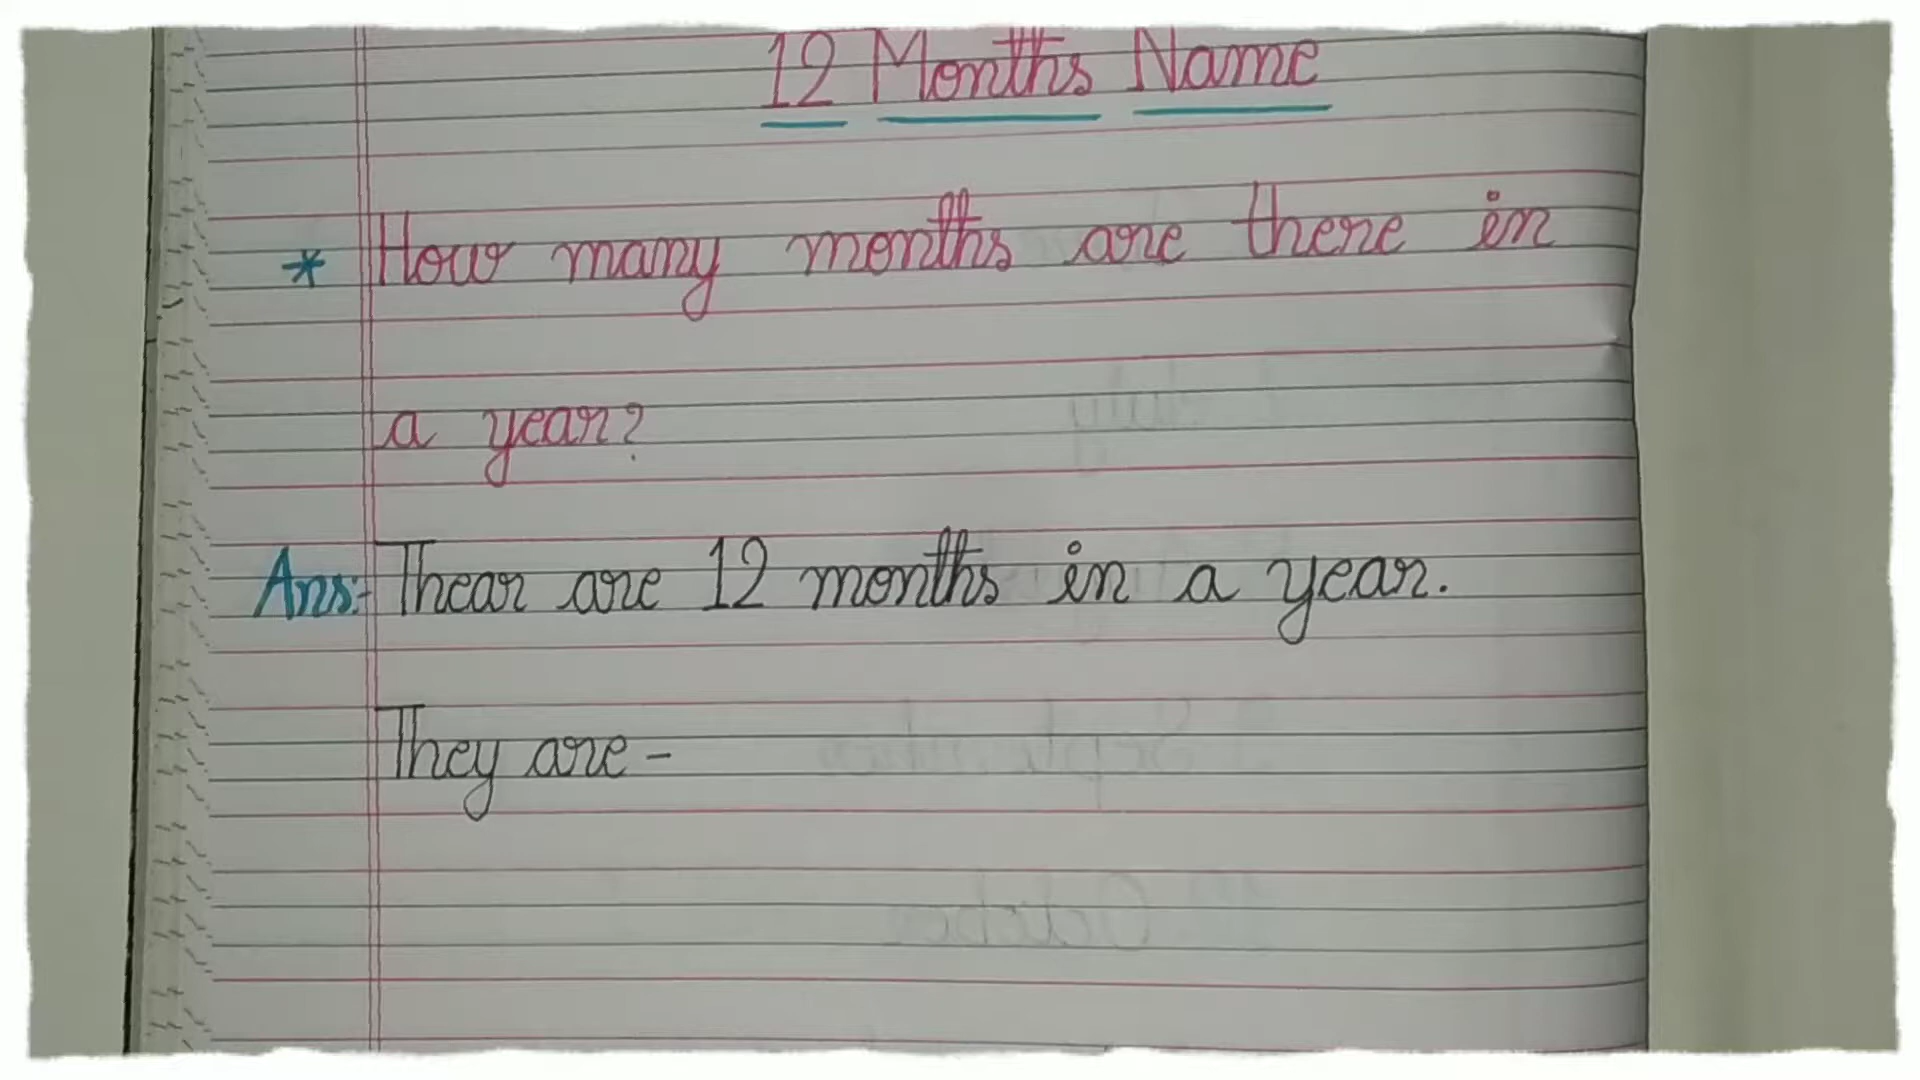 12 Months Name
* How many months are there in
a year?
Ans:- Thear are 12 months in a year.
They are -